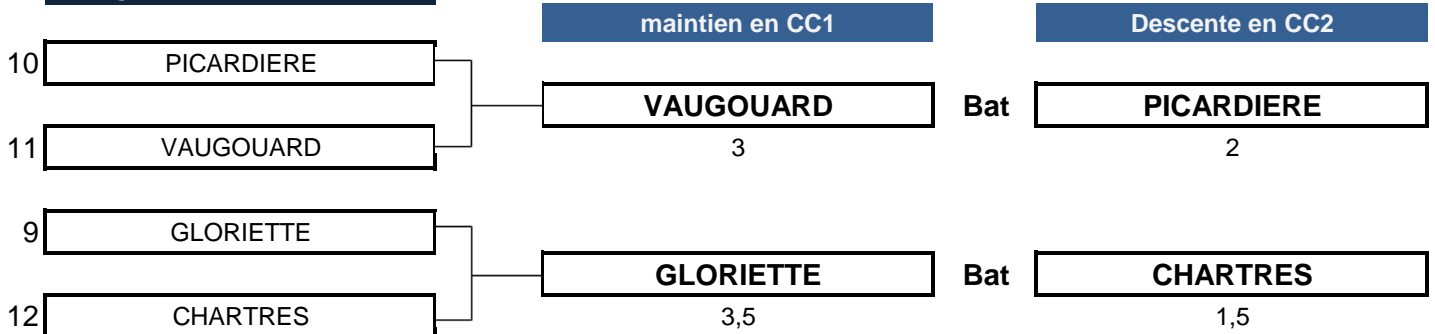 maintien en CC1 Descente en CC2
10 PICARDIERE
VAUGOUARD Bat PICARDIERE
11 VAUGOUARD 3 2
9 GLORIETTE
GLORIETTE Bat CHARTRES
12 CHARTRES 3,5 1,5